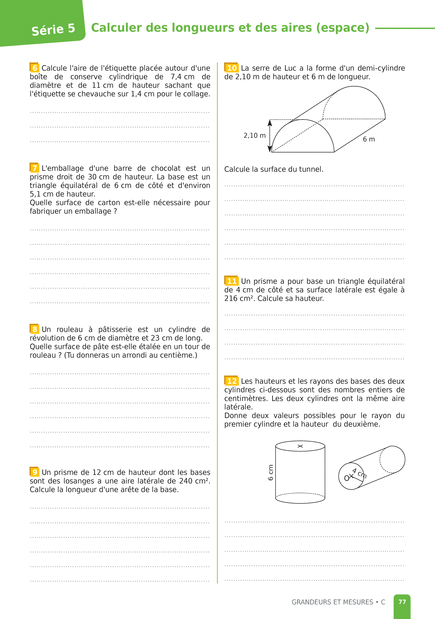 Série 5
Calculer des longueurs et des aires (espace)
6 Calcule l'aire de l'étiquette placée autour d'une
boîte de conserve cylindrique de 7,4 cm de
diamètre et de 11 cm de hauteur sachant que
l'étiquette se chevauche sur 1,4 cm pour le collage.
7 L'emballage d'une barre de chocolat est un
prisme droit de 30 cm de hauteur. La base est un
triangle équilatéral de 6 cm de côté et d'environ
5,1 cm de hauteur.
Quelle surface de carton est-elle nécessaire pour
fabriquer un emballage ?
8 Un rouleau à pâtisserie est un cylindre de
révolution de 6 cm de diamètre et 23 cm de long.
Quelle surface de pâte est-elle étalée en un tour de
rouleau ? (Tu donneras un arrondi au centième.)
9 Un prisme de 12 cm de hauteur dont les bases
sont des losanges a une aire latérale de 240 cm².
Calcule la longueur d'une arête de la base.
10 La serre de Luc a la forme d'un demi-cylindre
de 2,10 m de hauteur et 6 m de longueur.
2,10 m
6 m
Calcule la surface du tunnel.
11 Un prisme a pour base un triangle équilatéral
de 4 cm de côté et sa surface latérale est égale à
216 cm². Calcule sa hauteur.
12 Les hauteurs et les rayons des bases des deux
cylindres ci-dessous sont des nombres entiers de
centimètres. Les deux cylindres ont la même aire
latérale.
Donne deux valeurs possibles pour le rayon du
premier cylindre et la hauteur du deuxième.
6 cm
O
4 cm
GRANDEURS ET MESURES • C
77